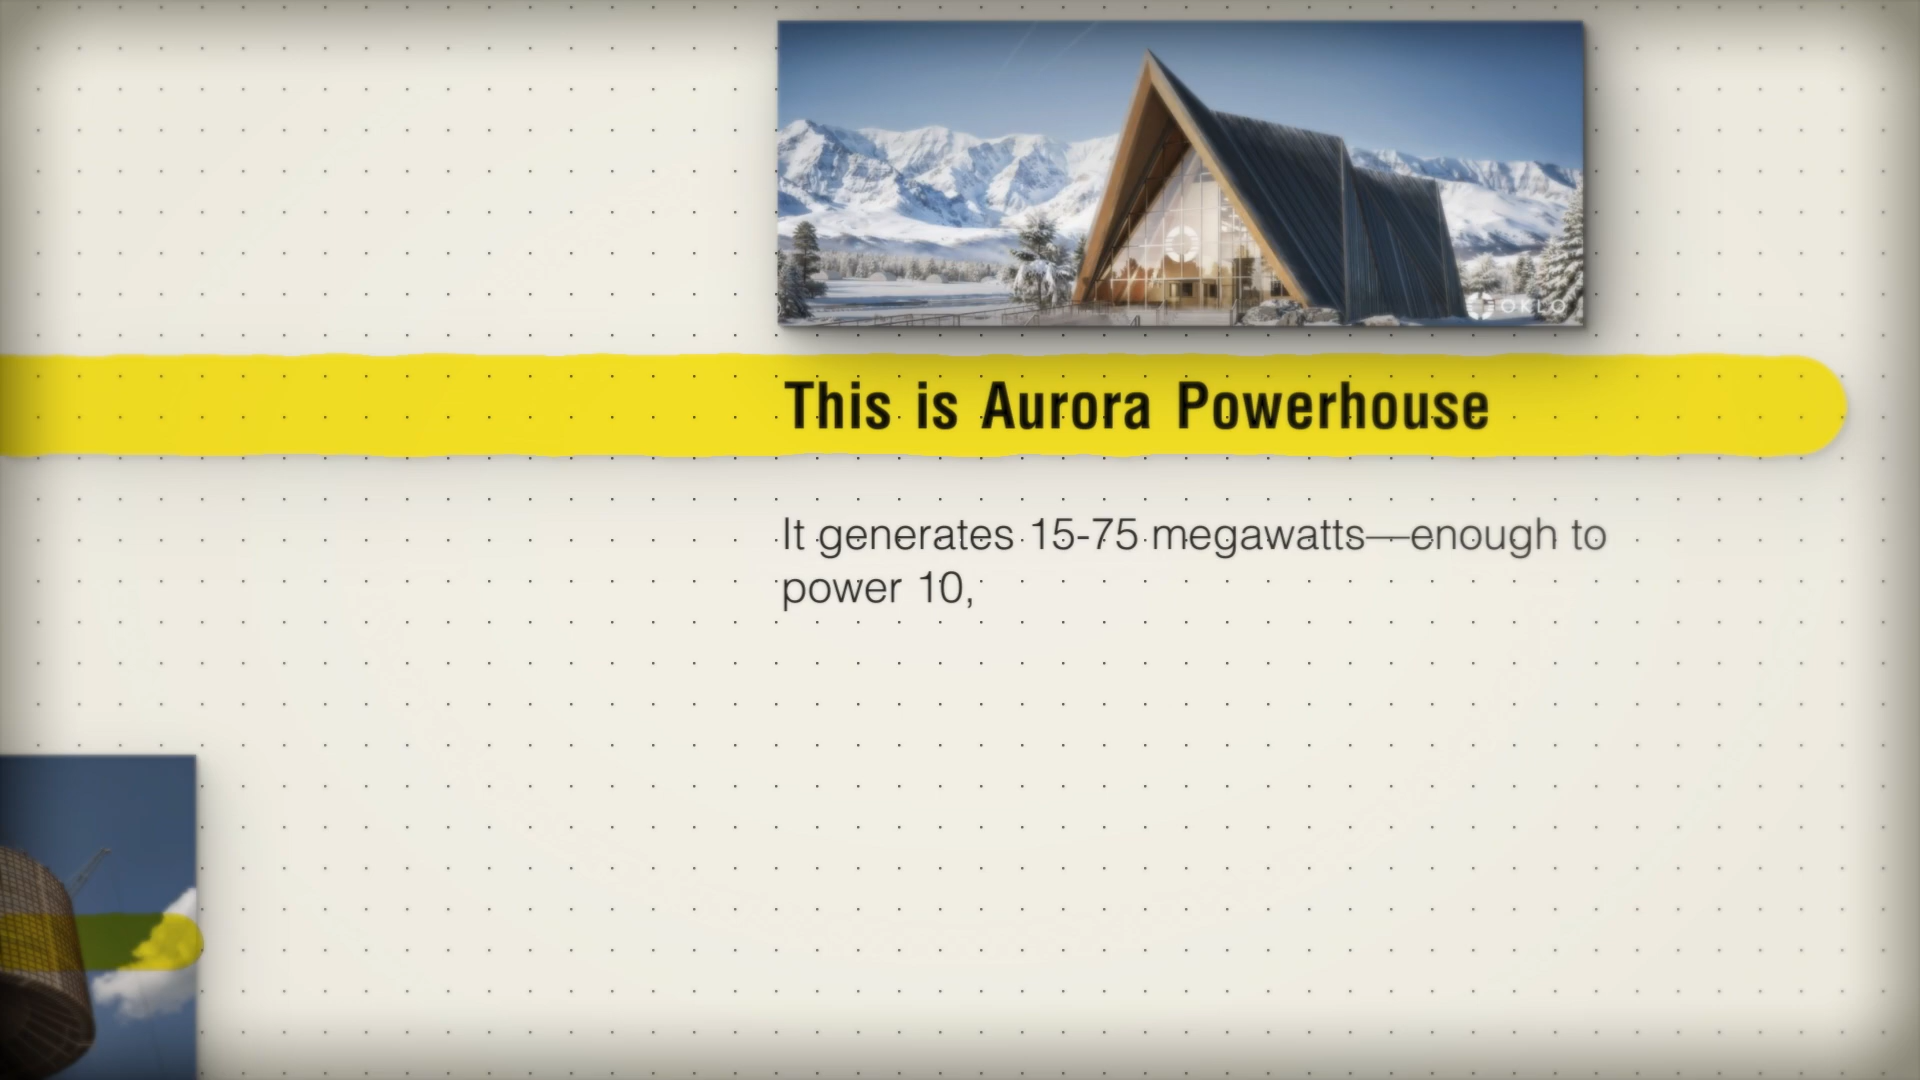 OKLO
This is Aurora Powerhouse
It generates 15-75 megawatts—enough to
power 10,